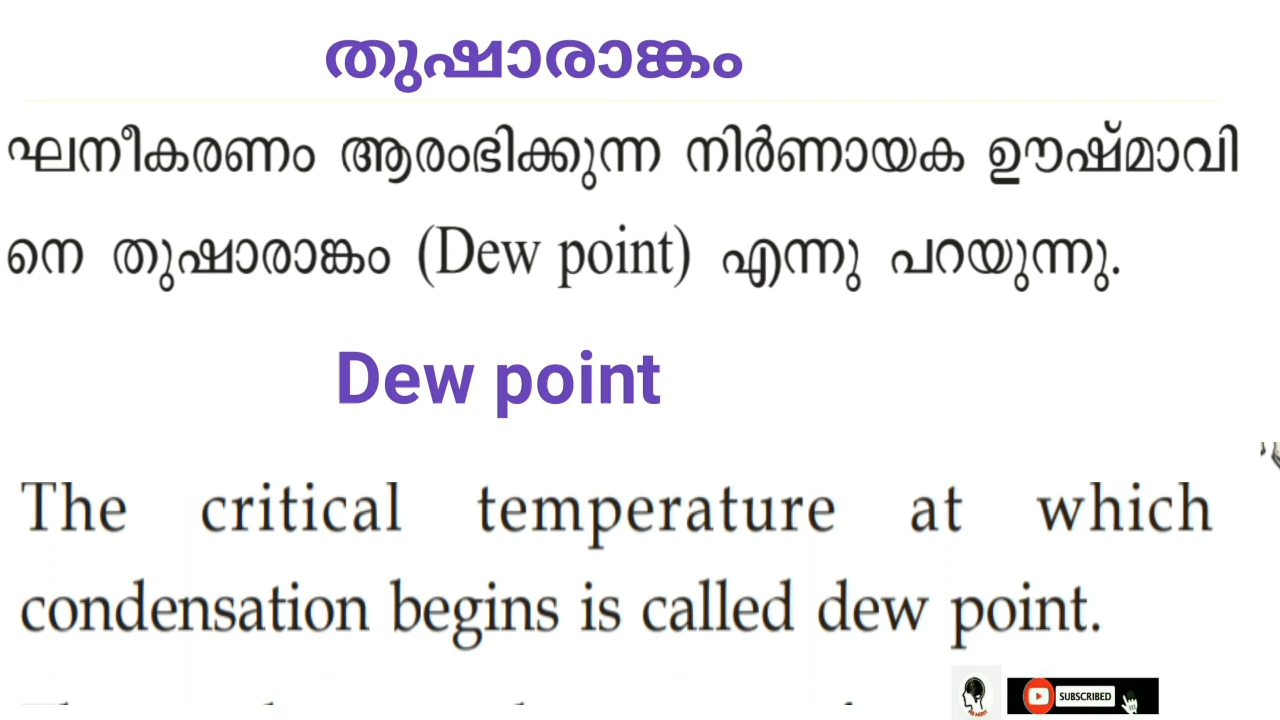 തുഷാരാങ്കം
ഘനീകരണം ആരംഭിക്കുന്ന നിർണായക ഊഷ്മാവി
നെ തുഷാരാങ്കം (Dew point) എന്നു പറയുന്നു.
Dew point
The critical temperature at which
condensation begins is called dew point.
SUBSCRIBED